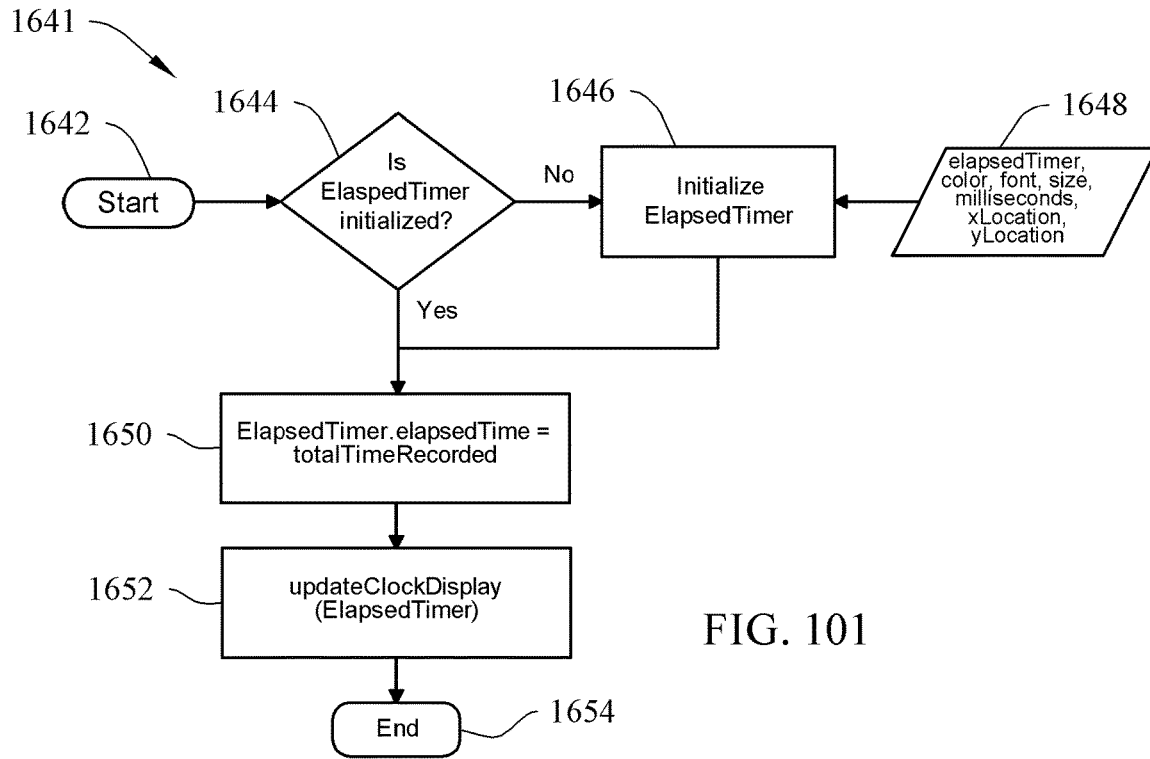 1641
1642
Start
1644
Is
ElaspedTimer
initialized?
No
Yes
1646
Initialize
ElapsedTimer
1648
elapsedTimer,
color, font, size,
milliseconds,
xLocation,
yLocation
1650
ElapsedTimer.elapsedTime =
totalTimeRecorded
1652
updateClockDisplay
(ElapsedTimer)
End
1654
FIG. 101